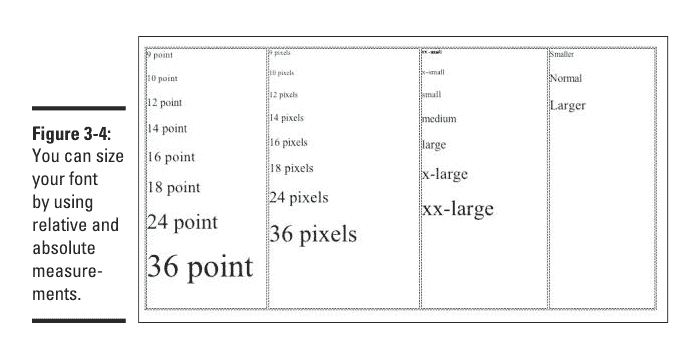 Figure 3-4:
You can size
your font
by using
relative and
absolute
measure-
ments.
9 point
10 point
12 point
14 point
16 point
18 point
24 point
36 point
9 pixels
10 pixels
12 pixels
14 pixels
16 pixels
18 pixels
24 pixels
36 pixels
xx-small
x-small
small
medium
large
x-large
xx-large
Smaller
Normal
Larger